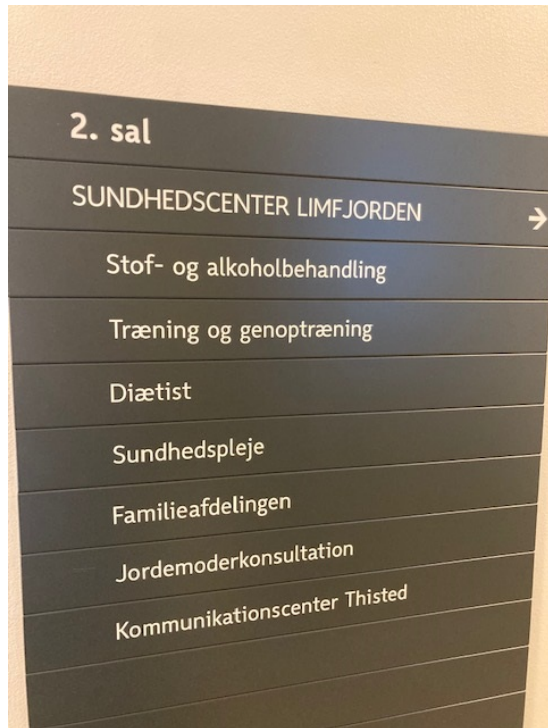 2. sal
SUNDHEDSCENTER LIMFJORDEN →
Stof- og alkoholbehandling
Træning og genoptræning
Diætist
Sundhedspleje
Familieafdelingen
Jordemoderkonsultation
Kommunikationscenter Thisted